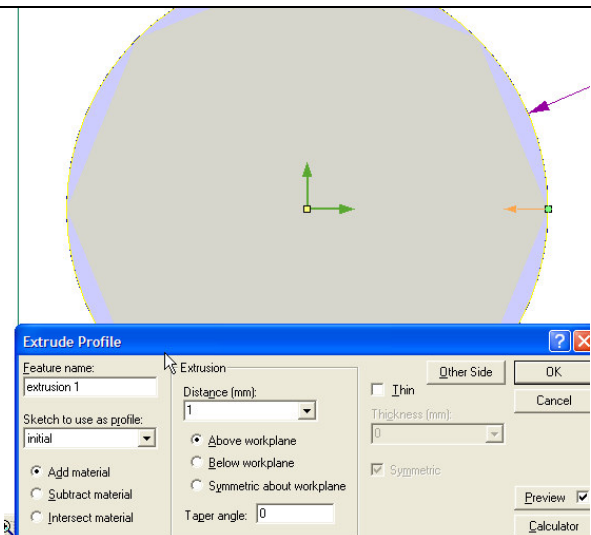 Extrude Profile
Feature name:
extrusion 1
Sketch to use as profile:
initial
Add material
Subtract material
Intersect material
Extrusion
Distance (mm):
1
Above workplane
Below workplane
Symmetric about workplane
Taper angle: 0
Other Side
Thin
Thickness (mm):
0
Symmetric
OK
Cancel
Preview
Calculator